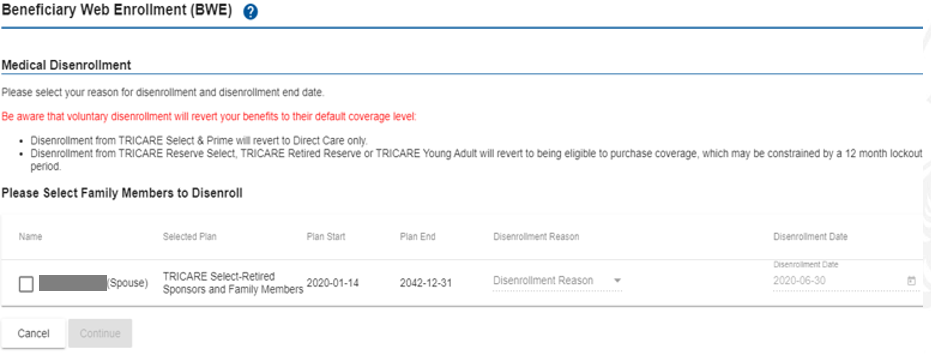 Beneficiary Web Enrollment (BWE) ?
Medical Disenrollment
Please select your reason for disenrollment and disenrollment end date.
Be aware that voluntary disenrollment will revert your benefits to their default coverage level:
• Disenrollment from TRICARE Select & Prime will revert to Direct Care only.
• Disenrollment from TRICARE Reserve Select, TRICARE Retired Reserve or TRICARE Young Adult will revert to being eligible to purchase coverage, which may be constrained by a 12 month lockout
period.
Please Select Family Members to Disenroll
Name Selected Plan Plan Start Plan End Disenrollment Reason Disenrollment Date
Disenrollment Date
(Spouse) TRICARE Select-Retired
Sponsors and Family Members 2020-01-14 2042-12-31 Disenrollment Reason 2020-06-30
Cancel Continue